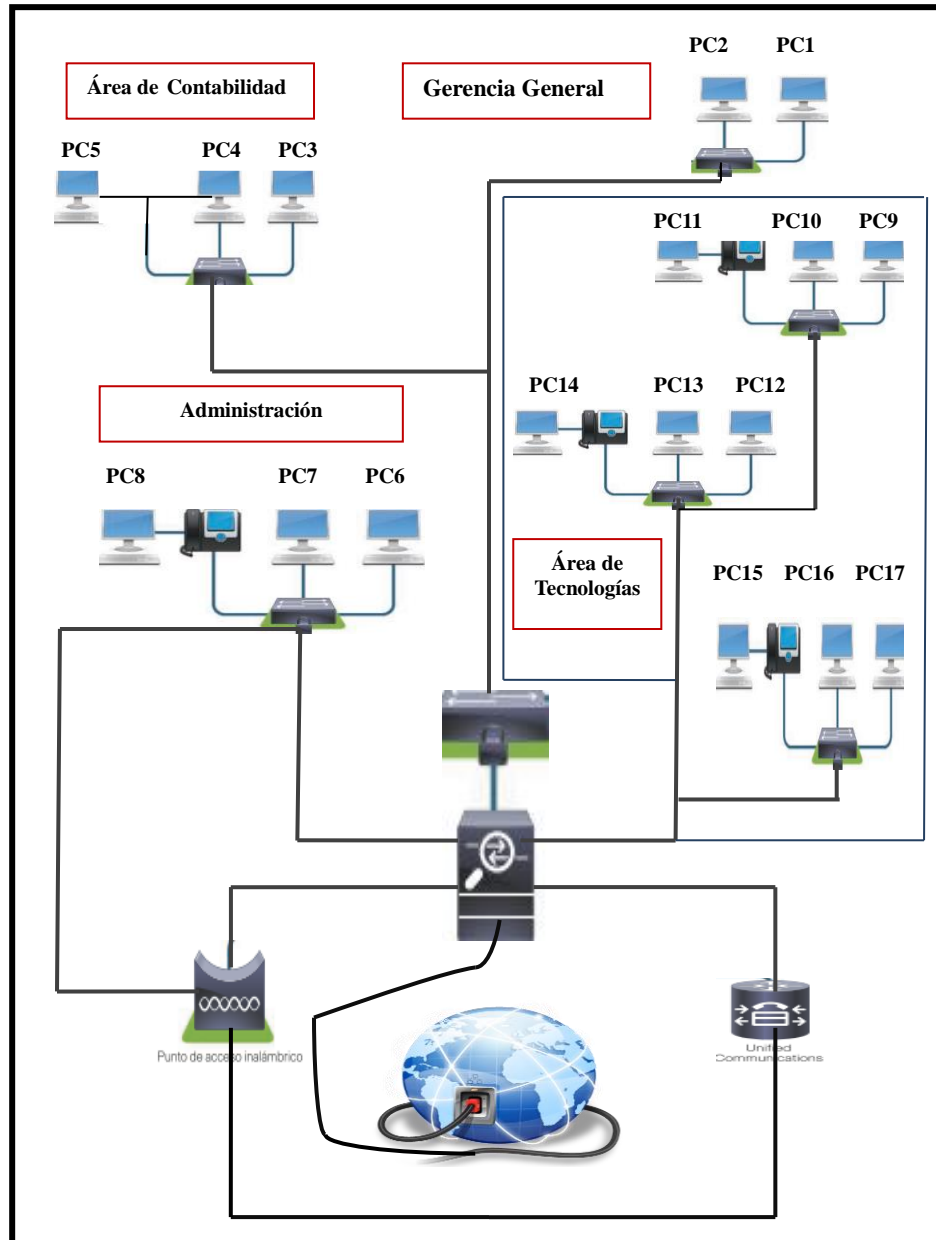 PC2 PC1
Área de Contabilidad
Gerencia General
PC5 PC4 PC3
PC11 PC10 PC9
PC14 PC13 PC12
Administración
PC8 PC7 PC6
Área de
Tecnologías
PC15 PC16 PC17
Punto de acceso inalámbrico
Unified
Communications